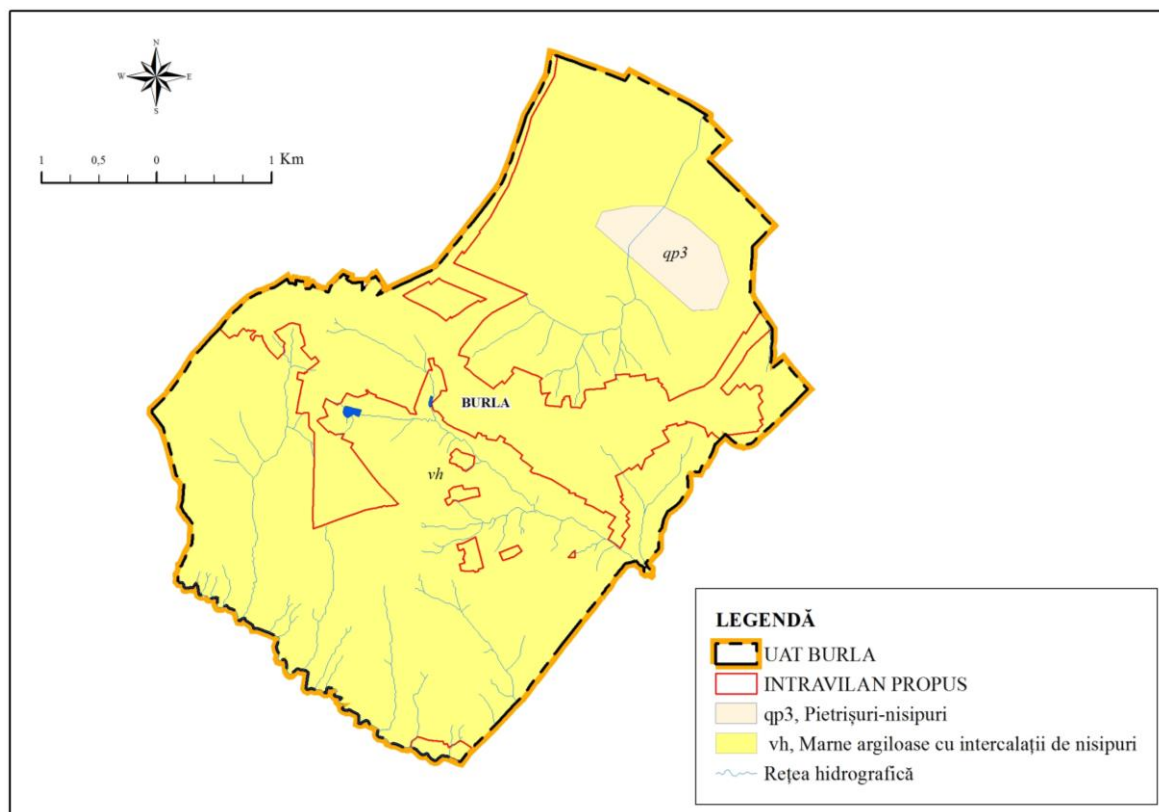 N
W
E
S
1
0,5
0
1 Km
qp3
BURLA
vh
LEGENDĂ
UAT BURLA
INTRAVILAN PROPUS
qp3, Pietrișuri-nisipuri
vh, Marne argiloase cu intercalații de nisipuri
Rețea hidrografică